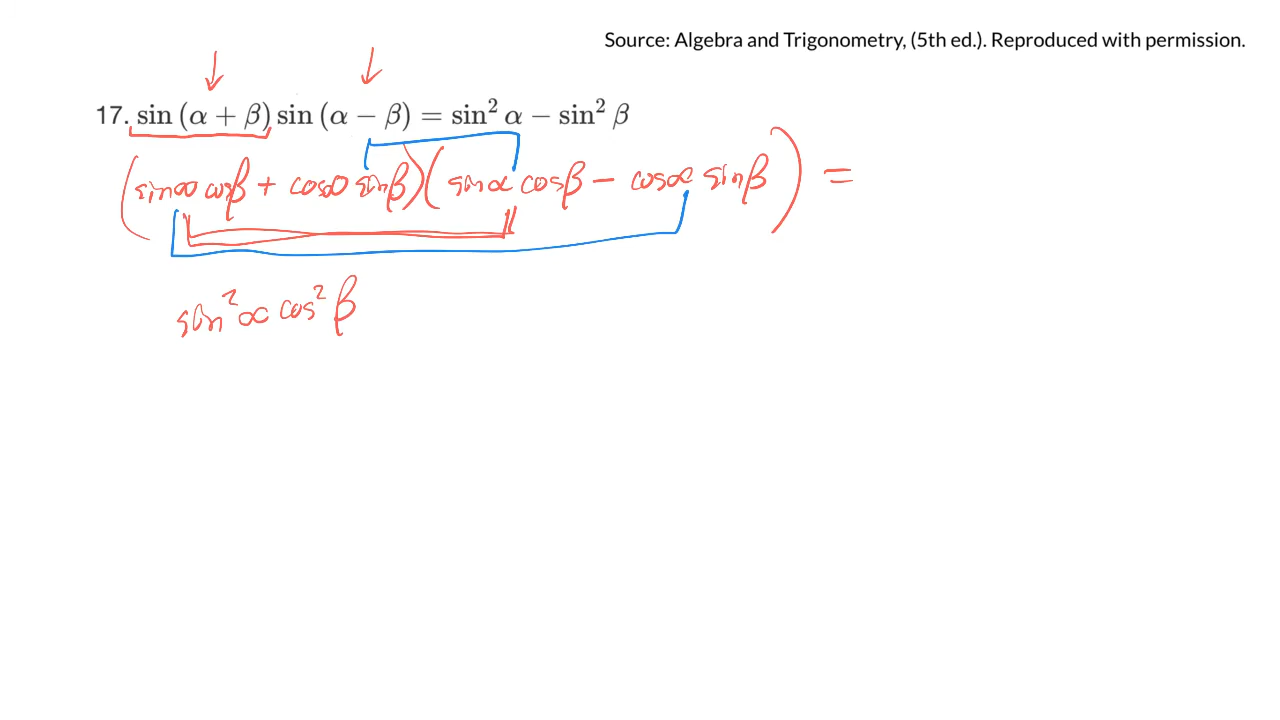 Source: Algebra and Trigonometry, (5th ed.). Reproduced with permission.
17. sin (α + β) sin (α − β) = sin² α − sin² β
(sinα cosβ + cosα sinβ)(sinα cosβ − cosα sinβ) =
sin²α cos²β